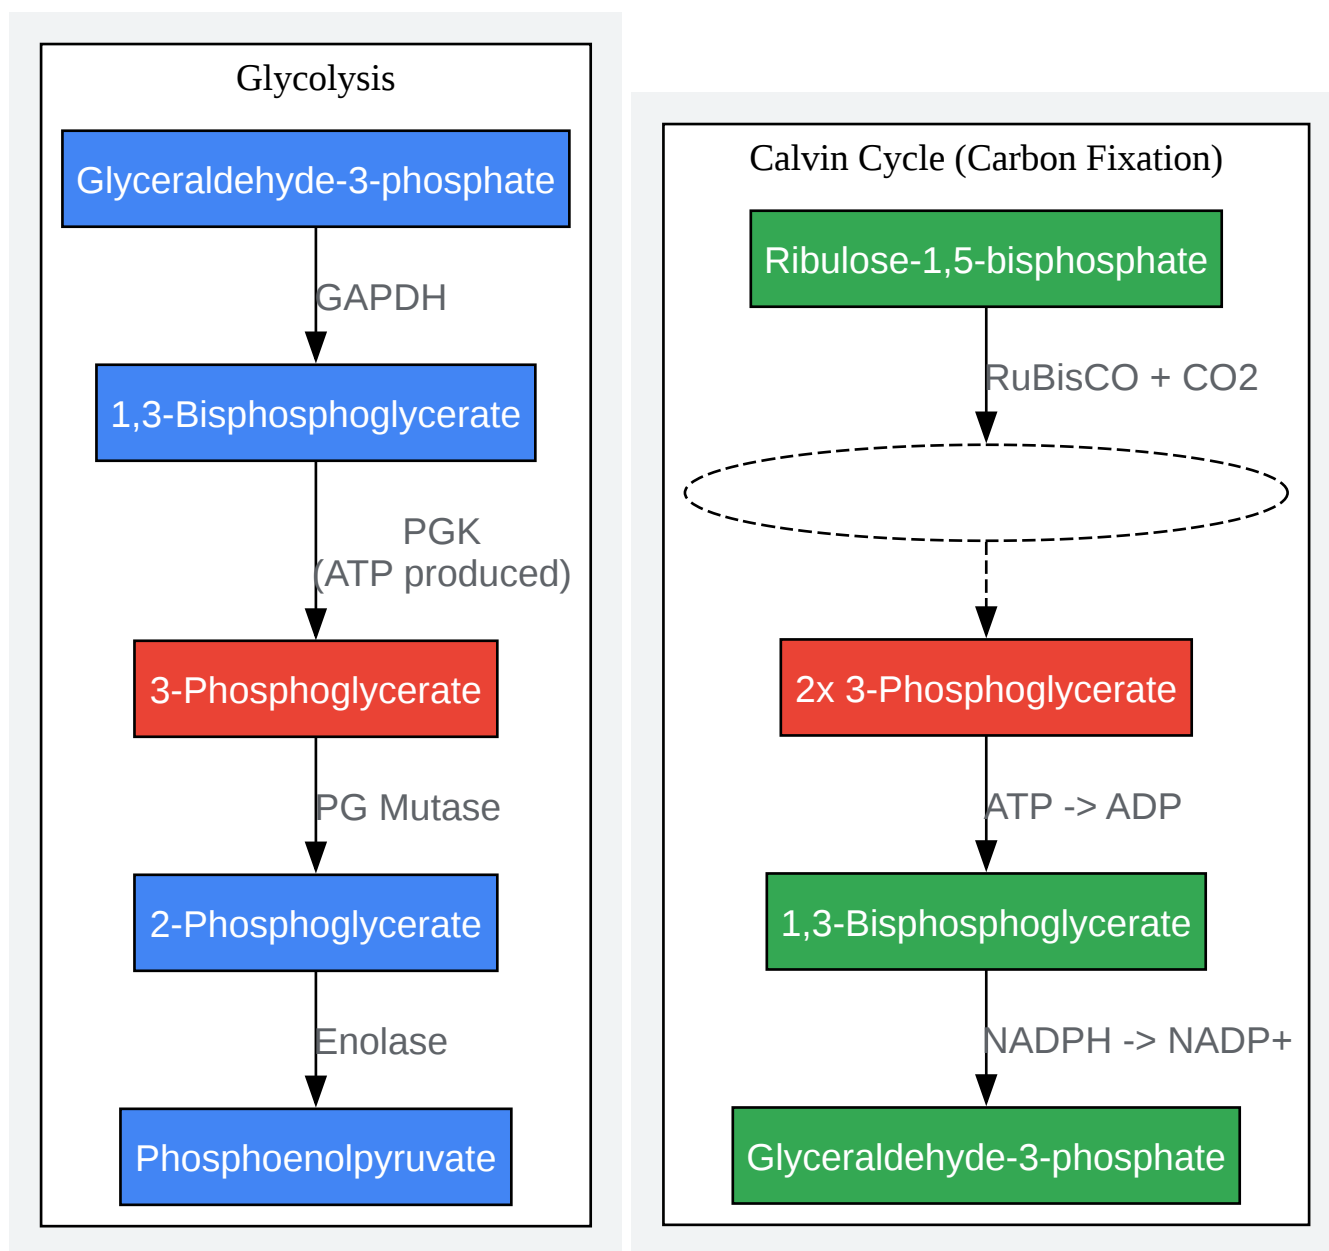 Glycolysis
Glyceraldehyde-3-phosphate
GAPDH
1,3-Bisphosphoglycerate
PGK
(ATP produced)
3-Phosphoglycerate
PG Mutase
2-Phosphoglycerate
Enolase
Phosphoenolpyruvate
Calvin Cycle (Carbon Fixation)
Ribulose-1,5-bisphosphate
RuBisCO + CO2
2x 3-Phosphoglycerate
ATP -> ADP
1,3-Bisphosphoglycerate
NADPH -> NADP+
Glyceraldehyde-3-phosphate